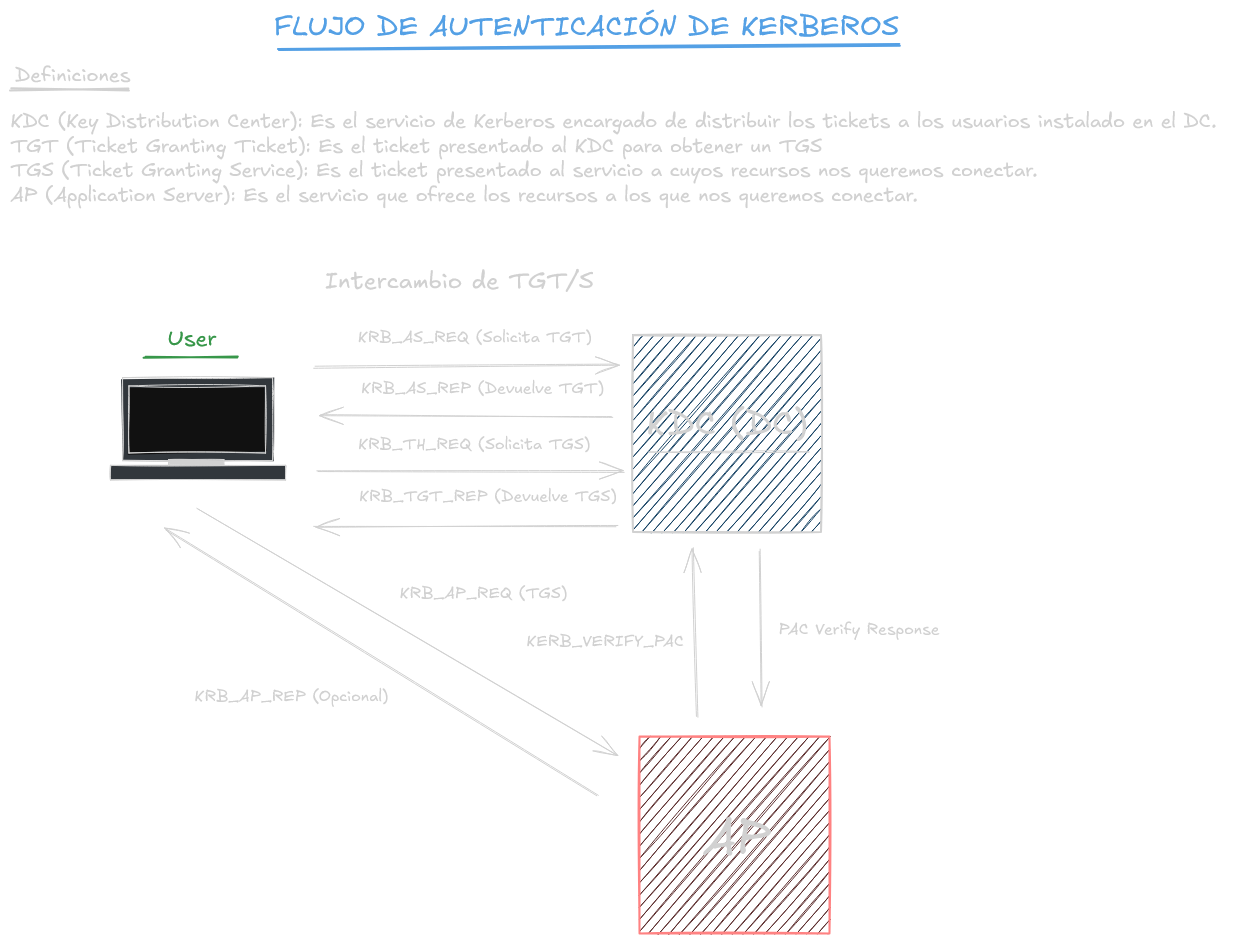 FLUJO DE AUTENTICACIÓN DE KERBEROS
Definiciones
KDC (Key Distribution Center): Es el servicio de Kerberos encargado de distribuir los tickets a los usuarios instalado en el DC.
TGT (Ticket Granting Ticket): Es el ticket presentado al KDC para obtener un TGS
TGS (Ticket Granting Service): Es el ticket presentado al servicio a cuyos recursos nos queremos conectar.
AP (Application Server): Es el servicio que ofrece los recursos a los que nos queremos conectar.
Intercambio de TGT/S
User
KRB_AS_REQ (Solicita TGT)
KRB_AS_REP (Devuelve TGT)
KDC (DC)
KRB_TH_REQ (Solicita TGS)
KRB_TGT_REP (Devuelve TGS)
KRB_AP_REQ (TGS)
PAC Verify Response
KERB_VERIFY_PAC
KRB_AP_REP (Opcional)
AP